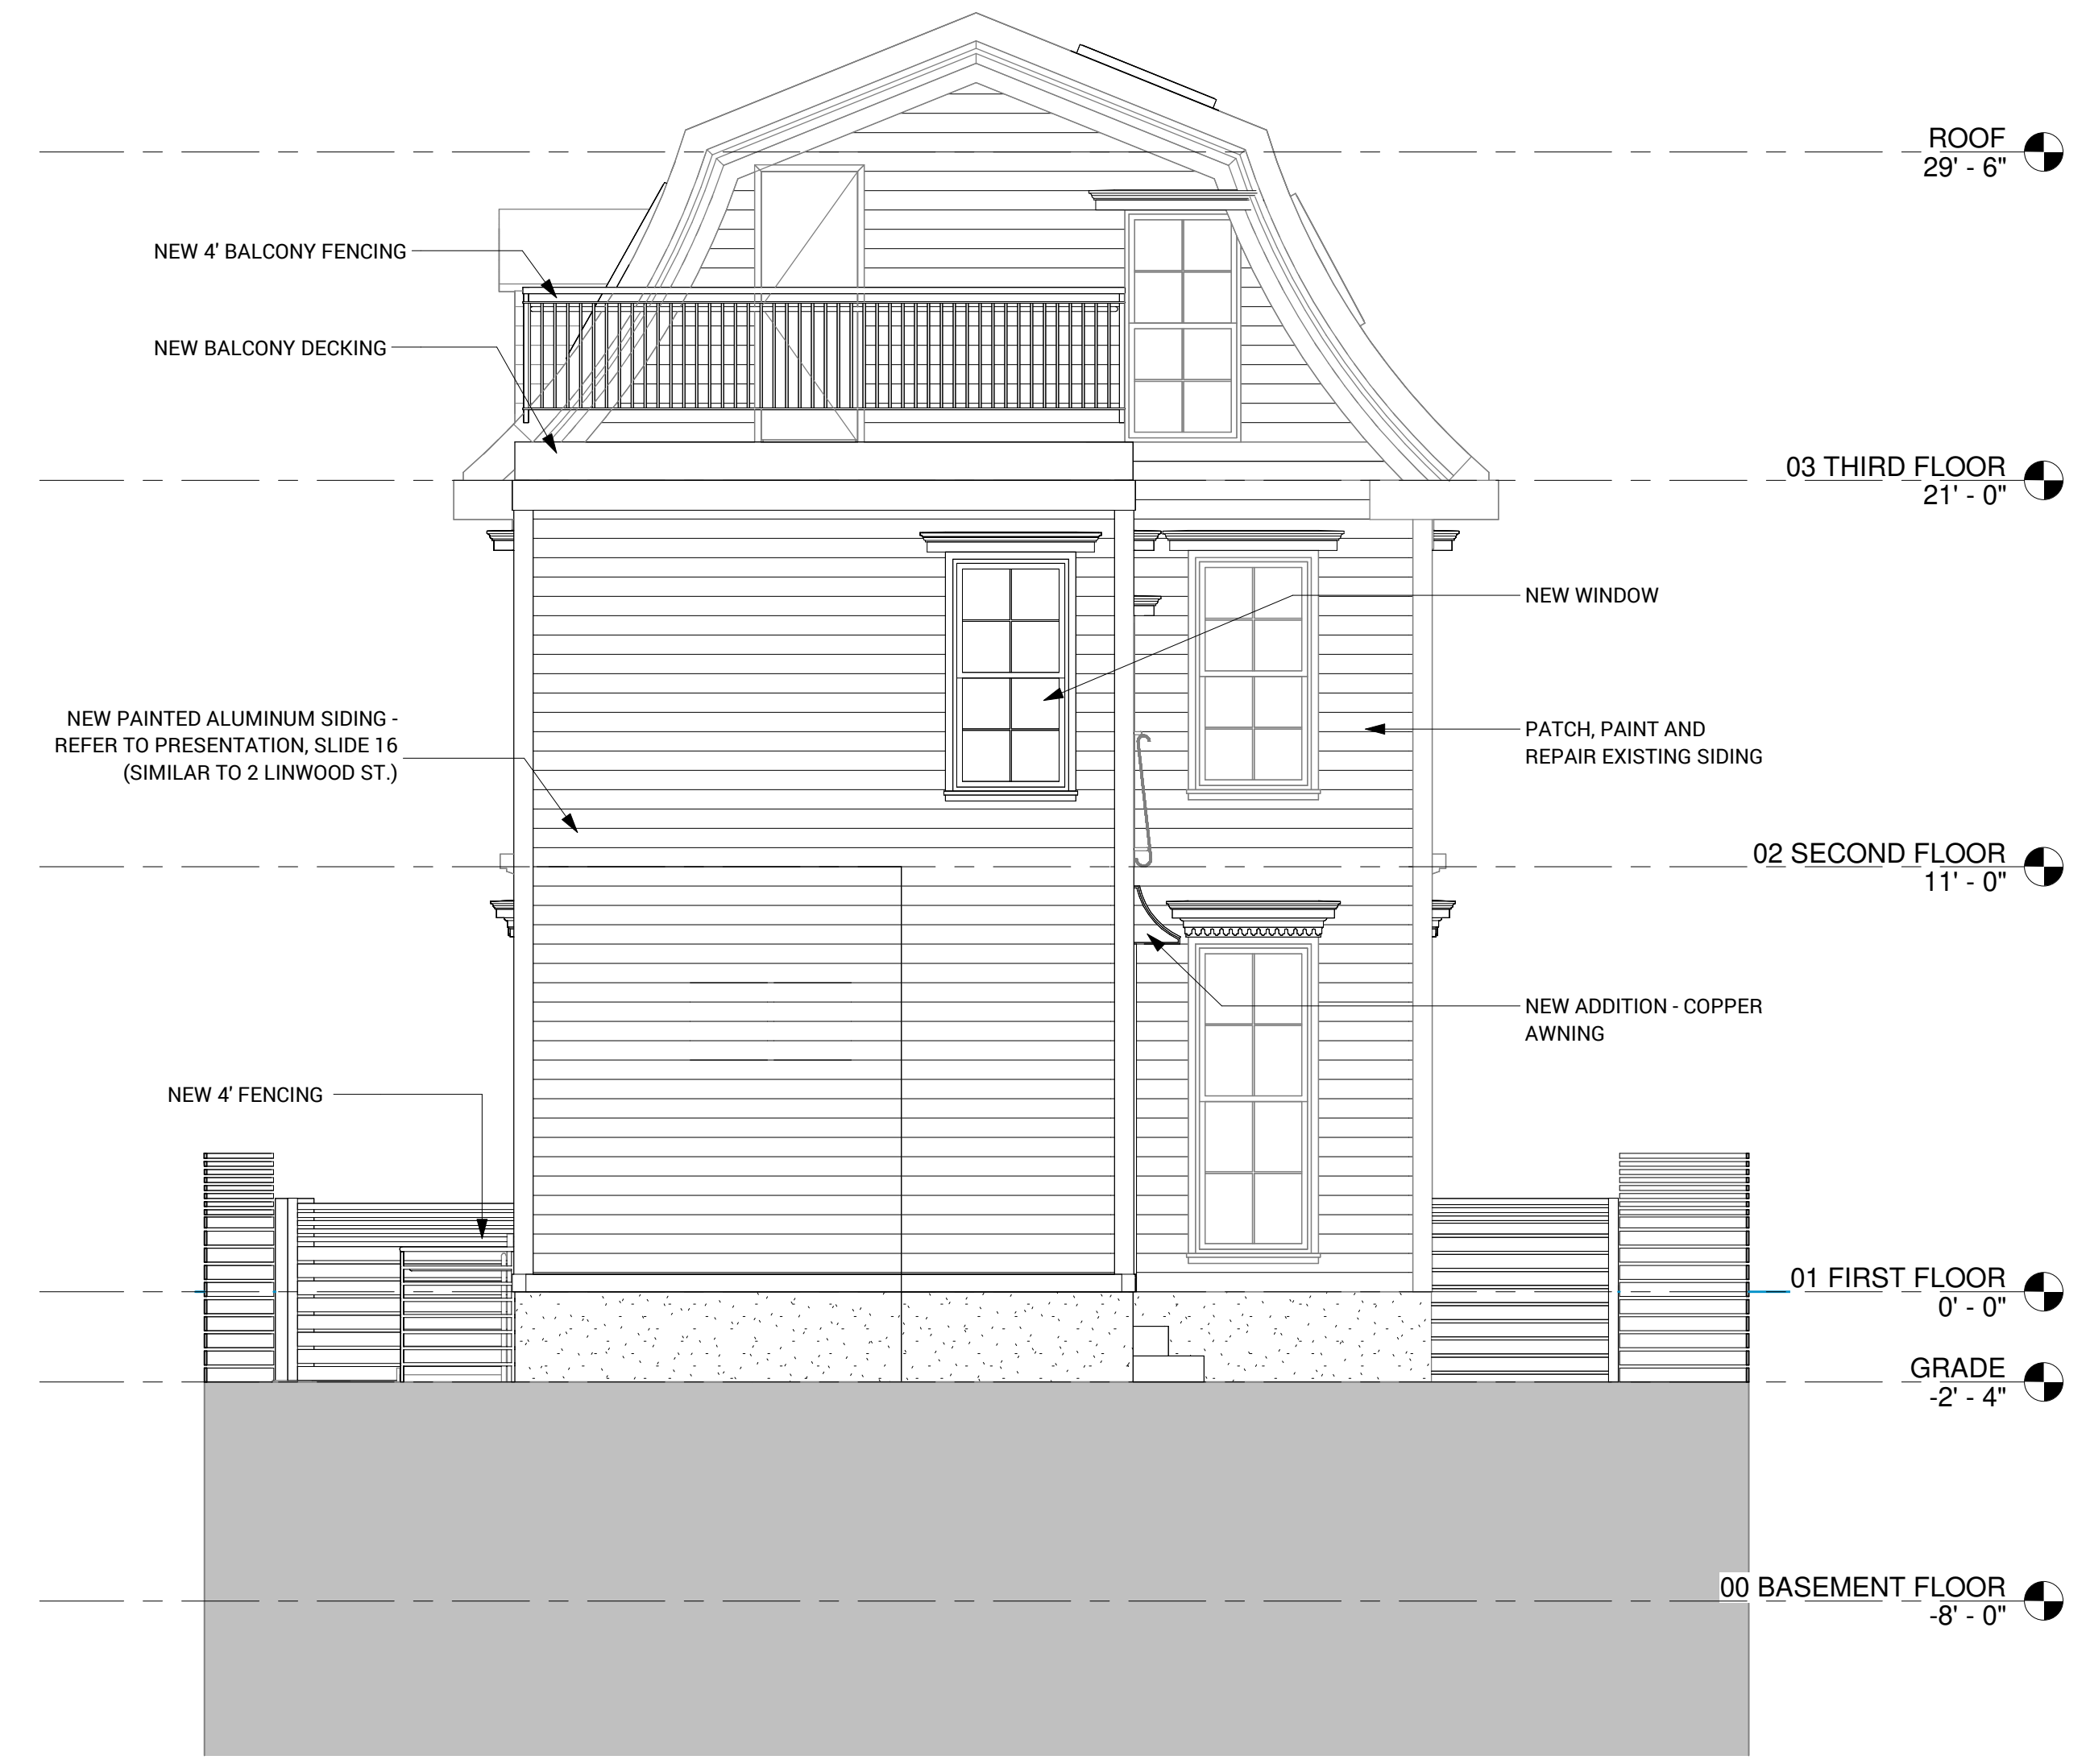 ROOF
29' - 6"
NEW 4' BALCONY FENCING
NEW BALCONY DECKING
03 THIRD FLOOR
21' - 0"
NEW WINDOW
NEW PAINTED ALUMINUM SIDING -
REFER TO PRESENTATION, SLIDE 16
(SIMILAR TO 2 LINWOOD ST.)
PATCH, PAINT AND
REPAIR EXISTING SIDING
02 SECOND FLOOR
11' - 0"
NEW ADDITION - COPPER
AWNING
NEW 4' FENCING
01 FIRST FLOOR
0' - 0"
GRADE
-2' - 4"
00 BASEMENT FLOOR
-8' - 0"